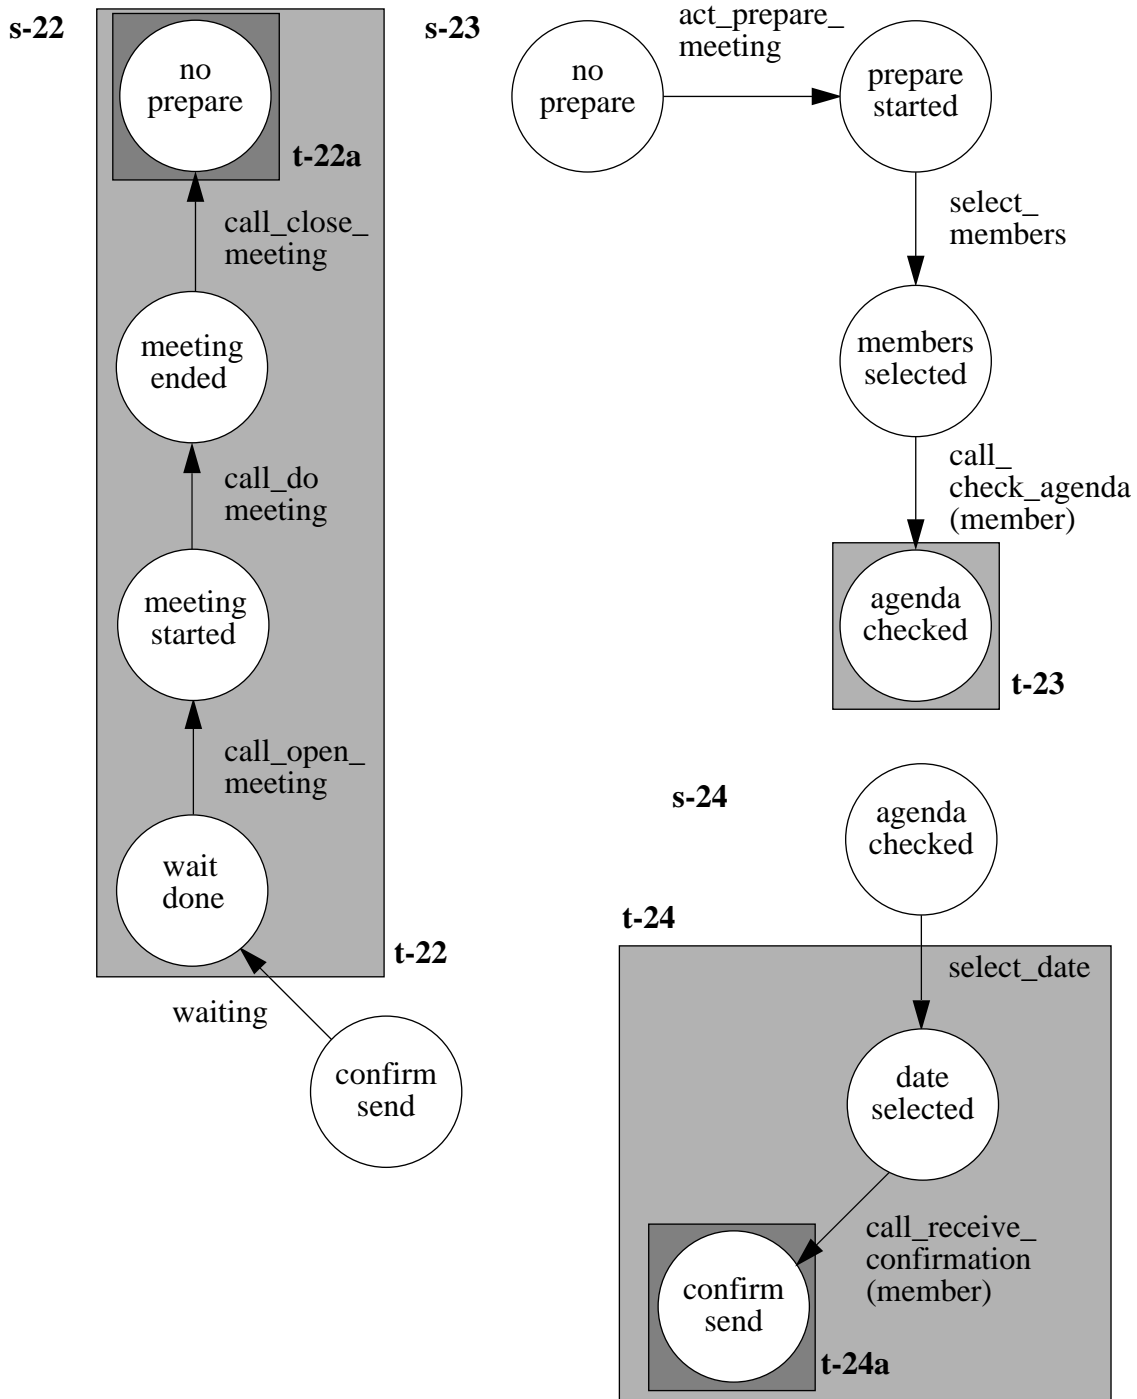 s-22
no
prepare
t-22a
call_close_
meeting
meeting
ended
call_do
meeting
meeting
started
call_open_
meeting
wait
done
t-22
waiting
confirm
send
s-23
no
prepare
act_prepare_
meeting
prepare
started
select_
members
members
selected
call_
check_agenda
(member)
agenda
checked
t-23
s-24
agenda
checked
t-24
select_date
date
selected
call_receive_
confirmation
(member)
confirm
send
t-24a